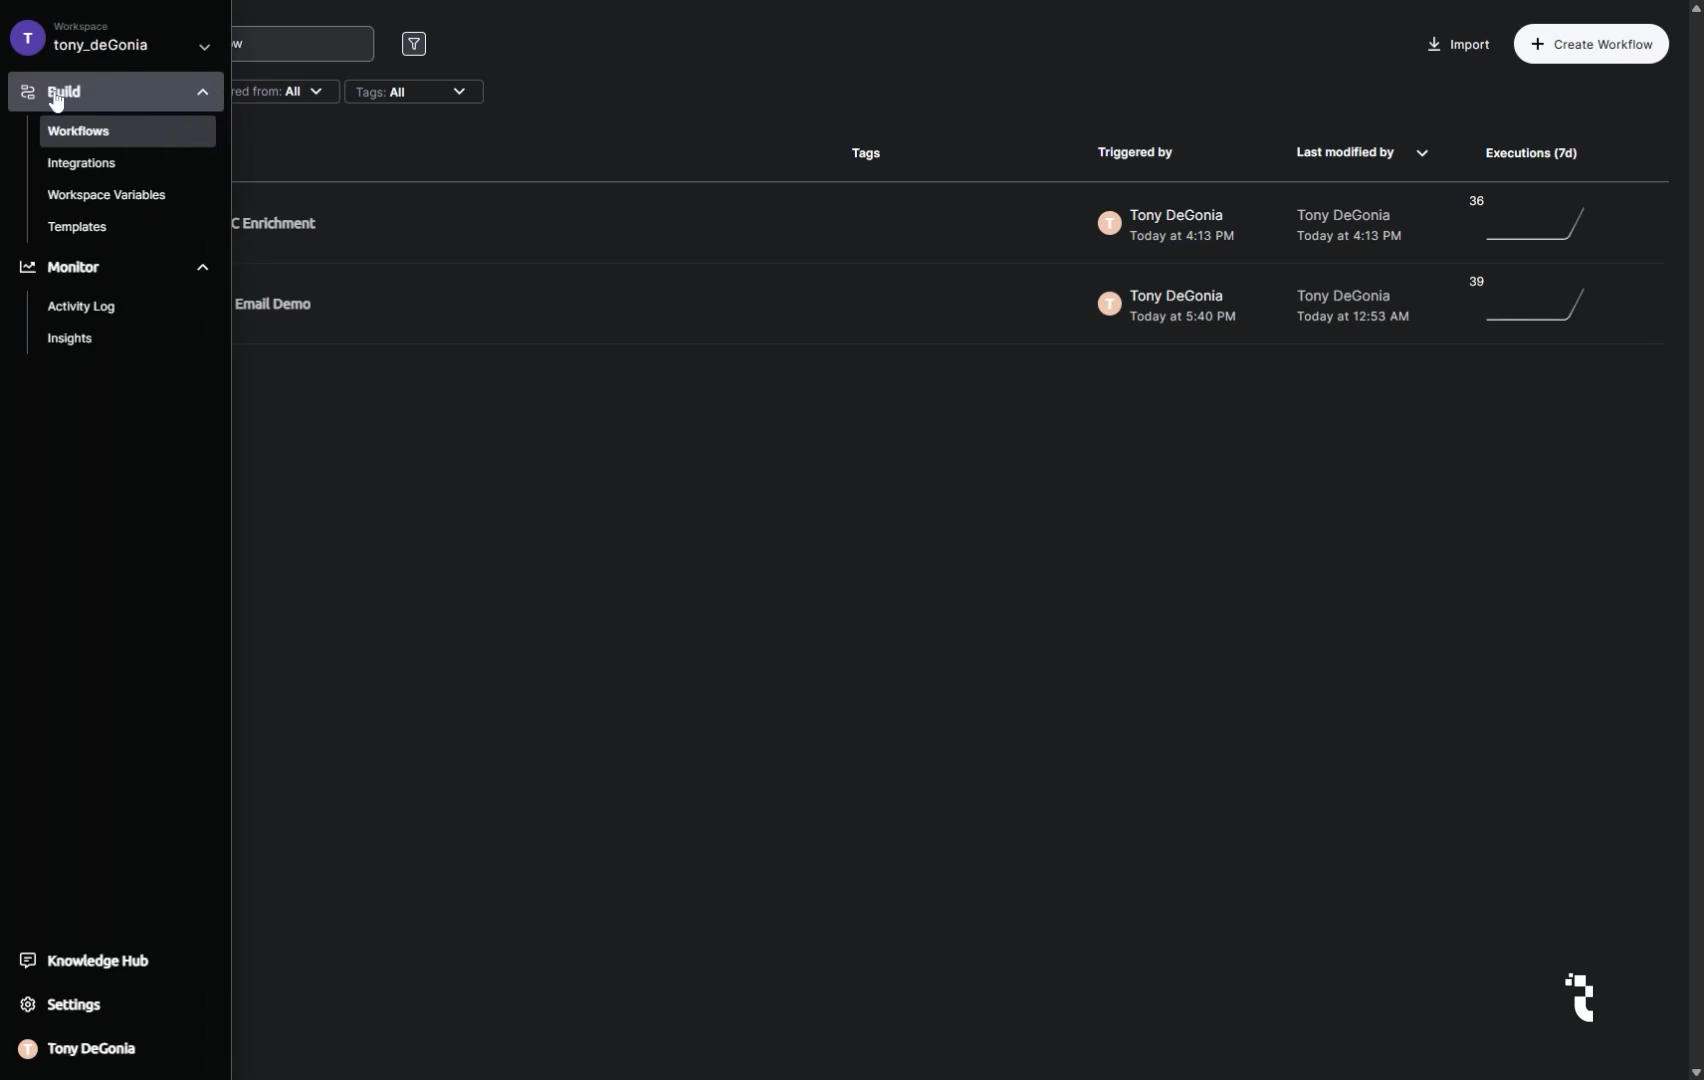 T
Workspace
tony_deGonia
Build
Workflows
Integrations
Workspace Variables
Templates
Monitor
Activity Log
Insights
Knowledge Hub
Settings
T
Tony DeGonia
ow
Import
+ Create Workflow
red from: All
Tags: All
Tags
Triggered by
Last modified by
Executions (7d)
C Enrichment
T
Tony DeGonia
Today at 4:13 PM
Tony DeGonia
Today at 4:13 PM
36
Email Demo
T
Tony DeGonia
Today at 5:40 PM
Tony DeGonia
Today at 12:53 AM
39